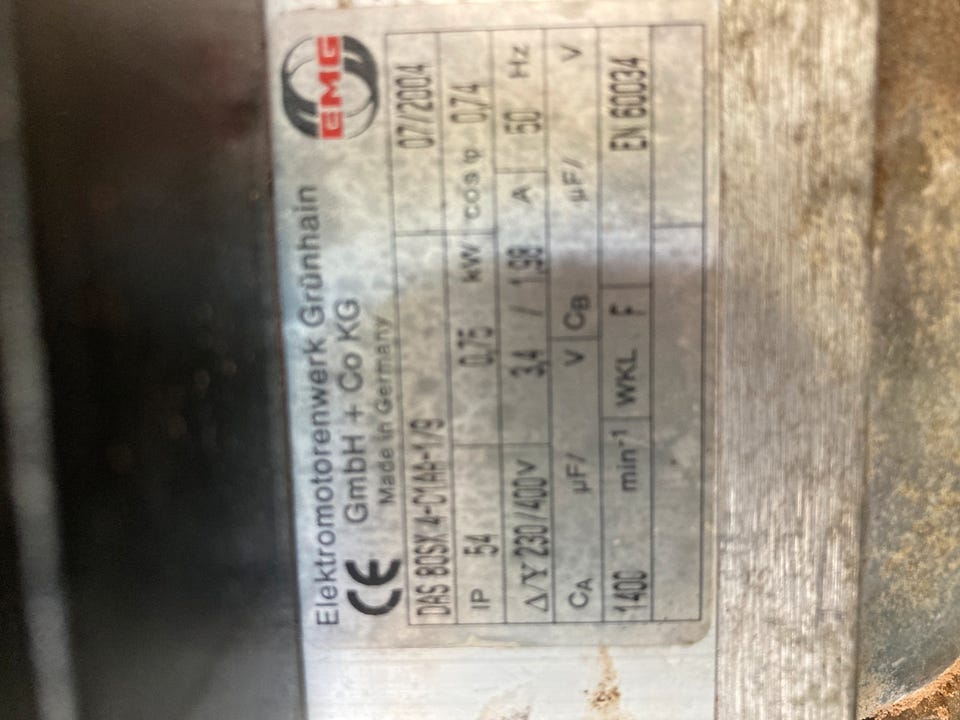 Elektromotorenwerk Grünhain
EMG
GmbH + Co KG
CE Made in Germany
DAS 80SX 4-C1AA-1/9 07/2004
IP 54 0,75 kW cos φ 0,74
Δ/Y 230/400V 3,4 / 1,98 A 50 Hz
CA µF/ V CB µF/ V
1400 min⁻¹ WKL F EN 60034